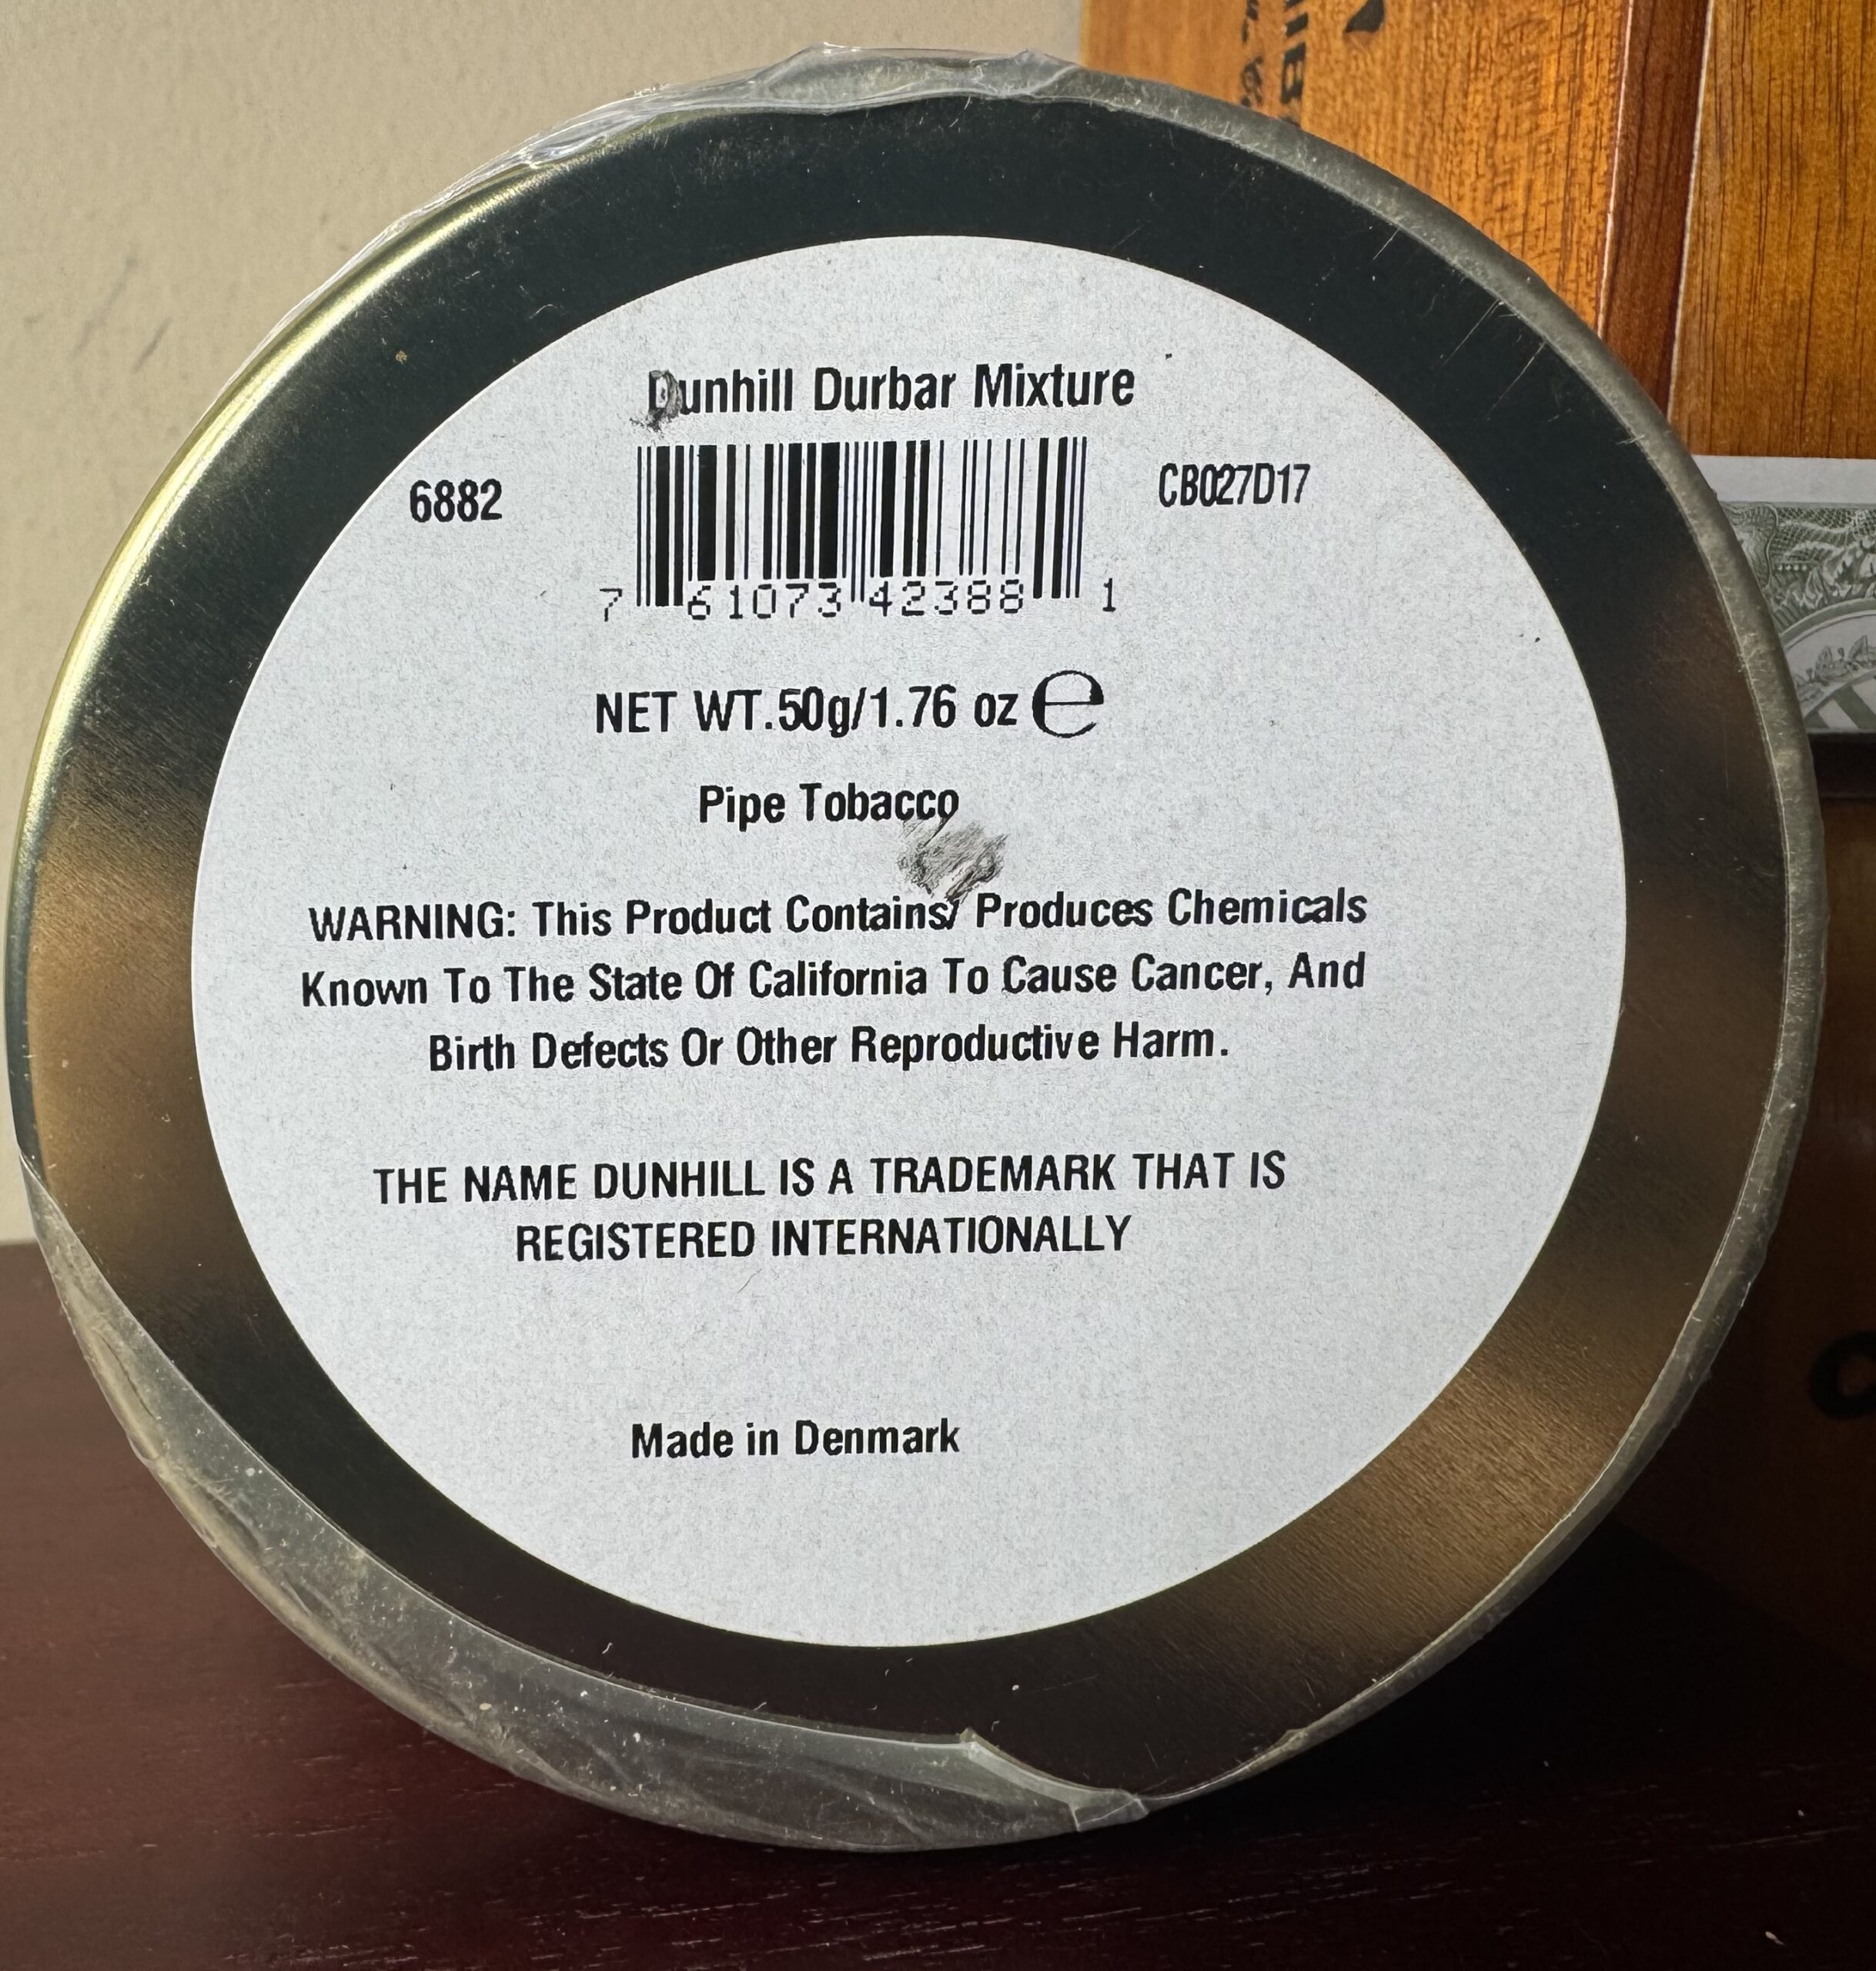 Dunhill Durbar Mixture
6882
CB027D17
7 61073 42388 1
NET WT.50g/1.76 oz e
Pipe Tobacco
WARNING: This Product Contains/ Produces Chemicals
Known To The State Of California To Cause Cancer, And
Birth Defects Or Other Reproductive Harm.
THE NAME DUNHILL IS A TRADEMARK THAT IS
REGISTERED INTERNATIONALLY
Made in Denmark